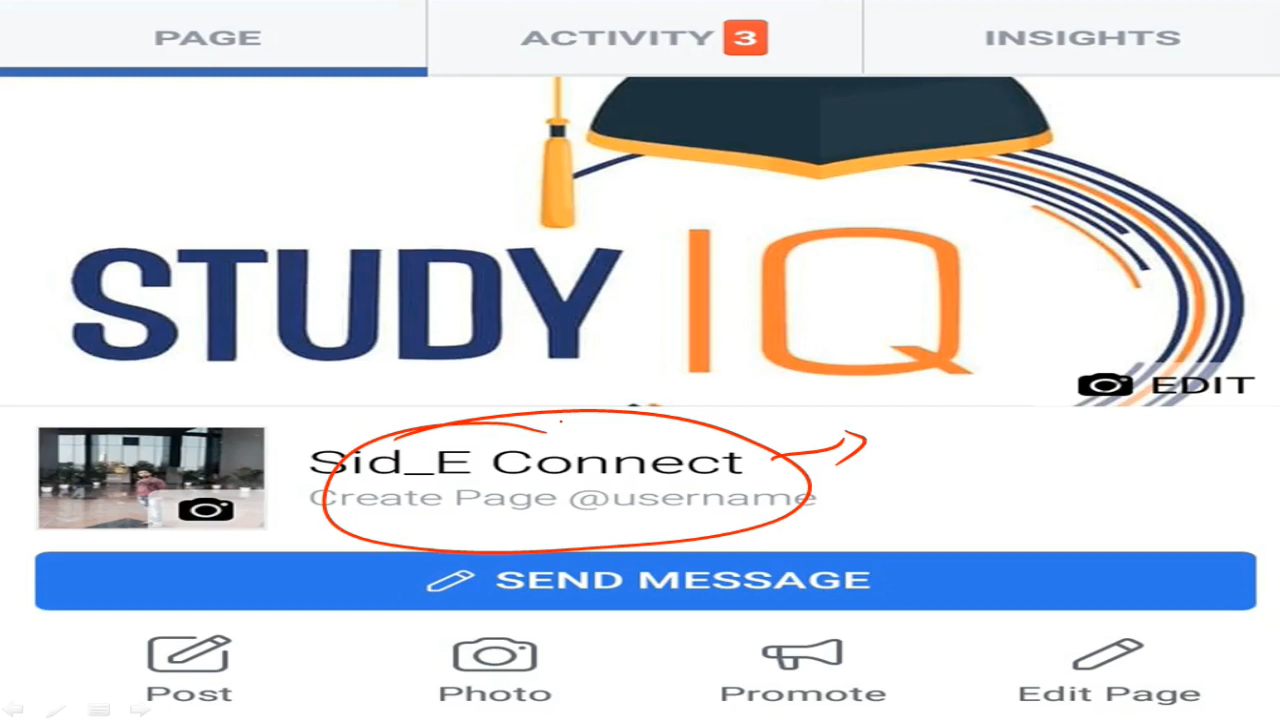 PAGE
ACTIVITY 3
INSIGHTS
STUDY IQ
EDIT
Sid_E Connect
Create Page @username
SEND MESSAGE
Post
Photo
Promote
Edit Page